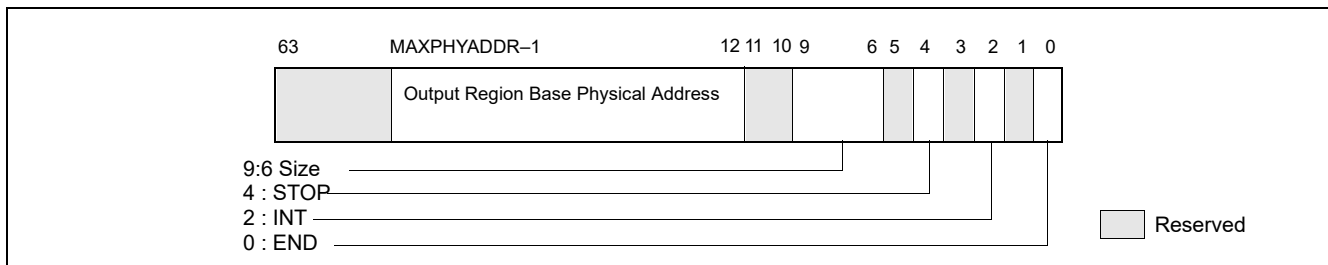 63 MAXPHYADDR–1 12 11 10 9 6 5 4 3 2 1 0
Output Region Base Physical Address
9:6 Size
4 : STOP
2 : INT
0 : END
Reserved